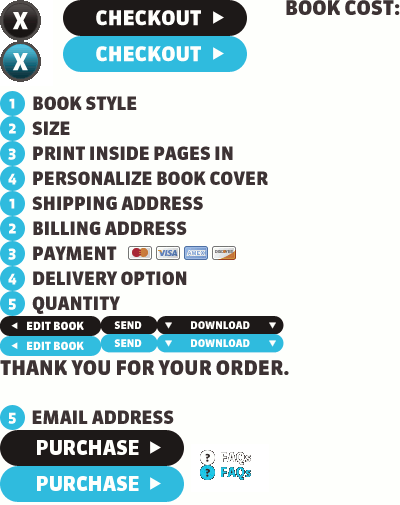 X CHECKOUT BOOK COST:
X CHECKOUT
1 BOOK STYLE
2 SIZE
3 PRINT INSIDE PAGES IN
4 PERSONALIZE BOOK COVER
1 SHIPPING ADDRESS
2 BILLING ADDRESS
3 PAYMENT VISA AMEX DISCOVER
4 DELIVERY OPTION
5 QUANTITY
EDIT BOOK SEND DOWNLOAD
EDIT BOOK SEND DOWNLOAD
THANK YOU FOR YOUR ORDER.
5 EMAIL ADDRESS
PURCHASE ? FAQs
PURCHASE ? FAQs